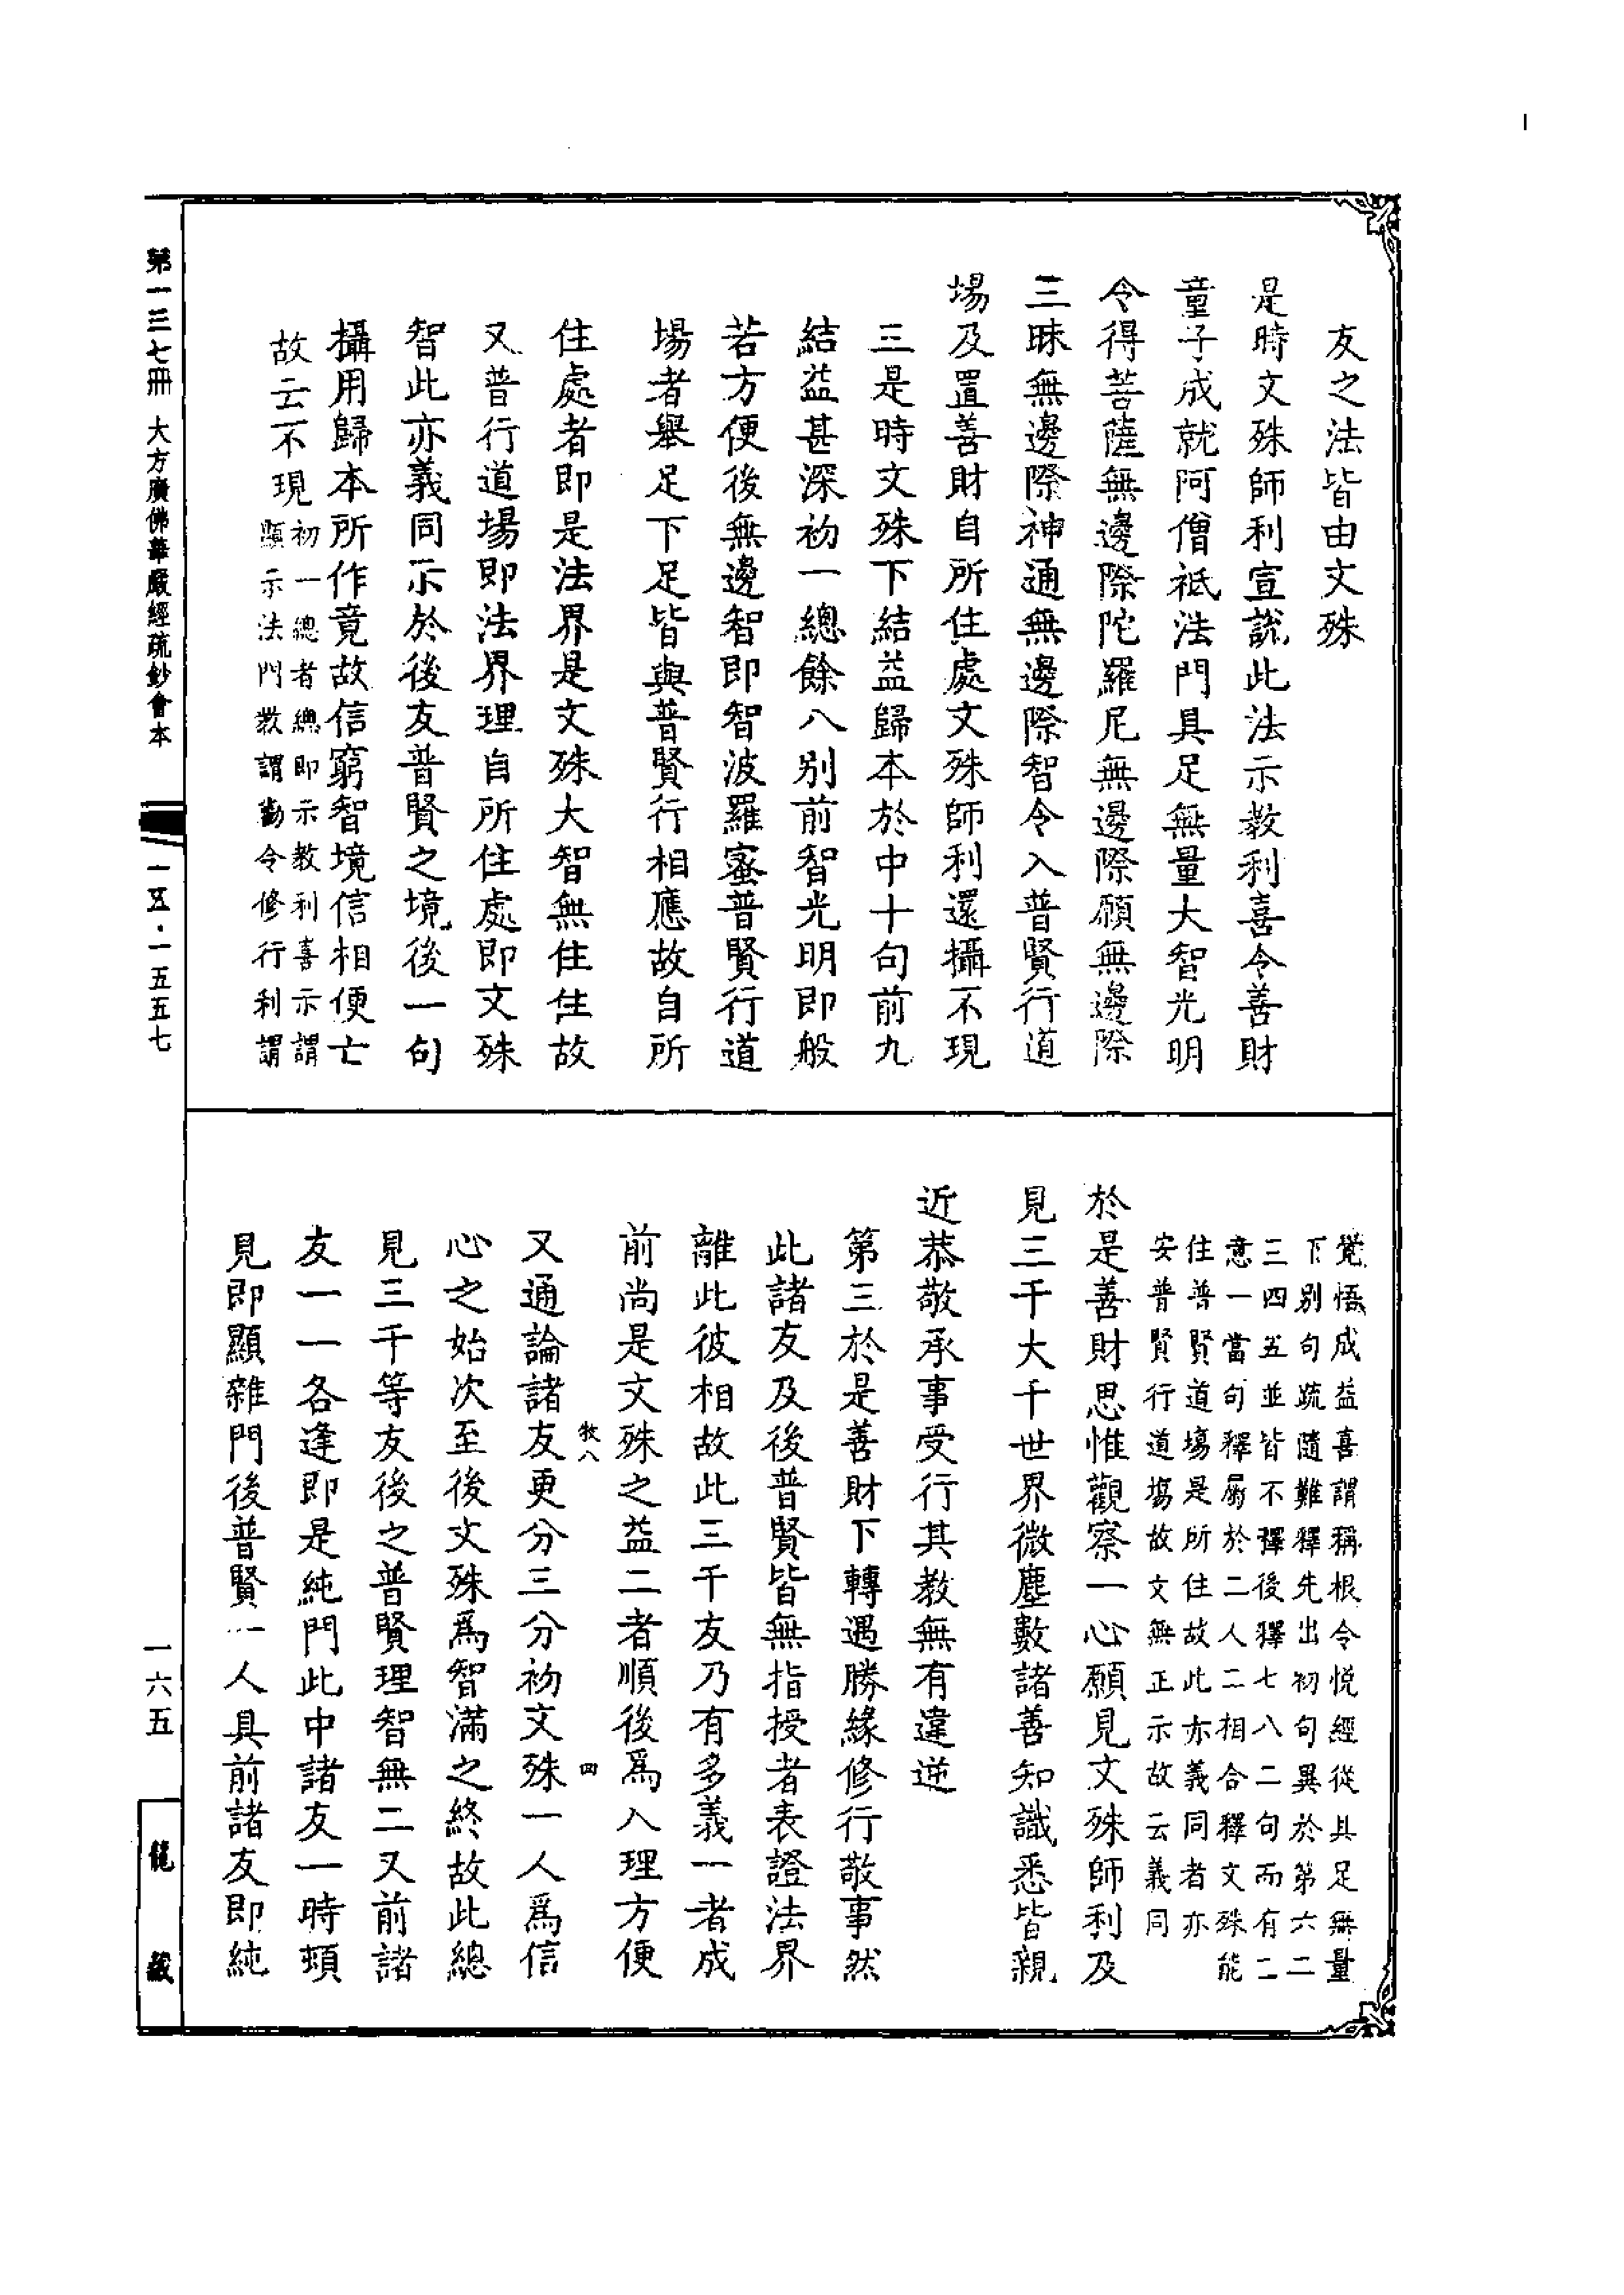 友之法皆由文殊
是時文殊師利宣說此法示教利喜令善財
童子成就阿僧祇法門具足無量大智光明
令得菩薩無邊際陀羅尼無邊際願無邊際
三昧無邊際神通無邊際智令入普賢行道
場及置善財自所住處文殊師利還攝不現
三是時文殊下結益歸本於中十句前九
結益甚深初一總餘八別前智光明即般
若方便後無邊智即智波羅蜜普賢行道
場者舉足下足皆與普賢行相應故自所
住處者即是法界是文殊大智無住住故
又普行道場即法界理自所住處即文殊
智此亦義同示於後友普賢之境後一句
攝用歸本所作竟故信窮智境信相便亡
故云不現
初一總者總即示教利喜示謂
顯示法門教謂勸令修行利謂
覺悟成益喜謂稱根令悅經從具足無量
下別句疏隨難釋先出初句異於第六二
三四五並皆不釋後釋七八二句而有二
意一當句釋屬於二人二相合釋文殊能
住普賢道場是所住故此亦義同者亦
安普賢行道場故文無正示故云義同
於是善財思惟觀察一心願見文殊師利及
見三千大千世界微塵數諸善知識悉皆親
近恭敬承事受行其教無有違逆
第三於是善財下轉遇勝緣修行敬事然
此諸友及後普賢皆無指授者表證法界
離此彼相故此三千友乃有多義一者成
前尚是文殊之益二者順後爲入理方便
牧八
四
又通論諸友更分三分初文殊一人爲信
心之始次至後文殊爲智滿之終故此總
見三千等友後之普賢理智無二又前諸
友一一各逢即是純門此中諸友一時頓
見即顯雜門後普賢一人具前諸友即純
第一三七冊 大方廣佛華嚴經疏鈔會本
一五·一五五七
一六五
龍藏